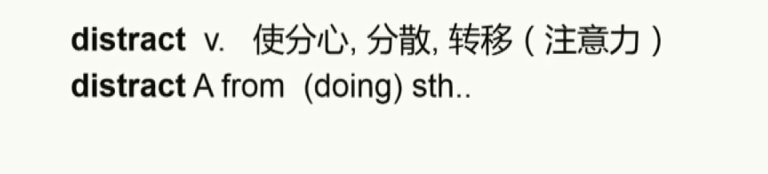 distract v. 使分心, 分散, 转移 ( 注意力 )
distract A from (doing) sth..